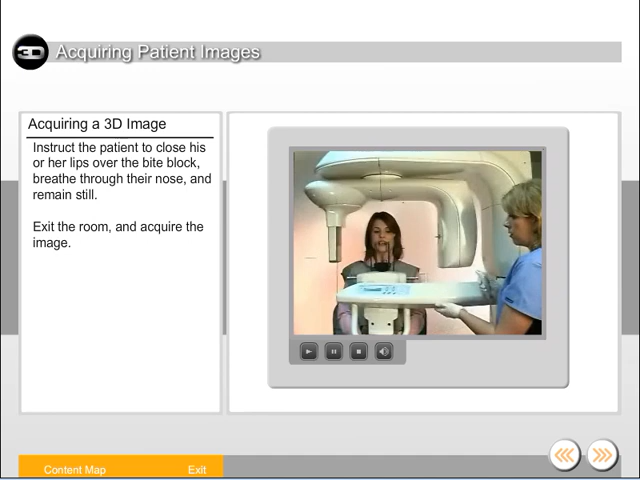 3D
Acquiring Patient Images
Acquiring a 3D Image
Instruct the patient to close his
or her lips over the bite block,
breathe through their nose, and
remain still.
Exit the room, and acquire the
image.
Content Map
Exit